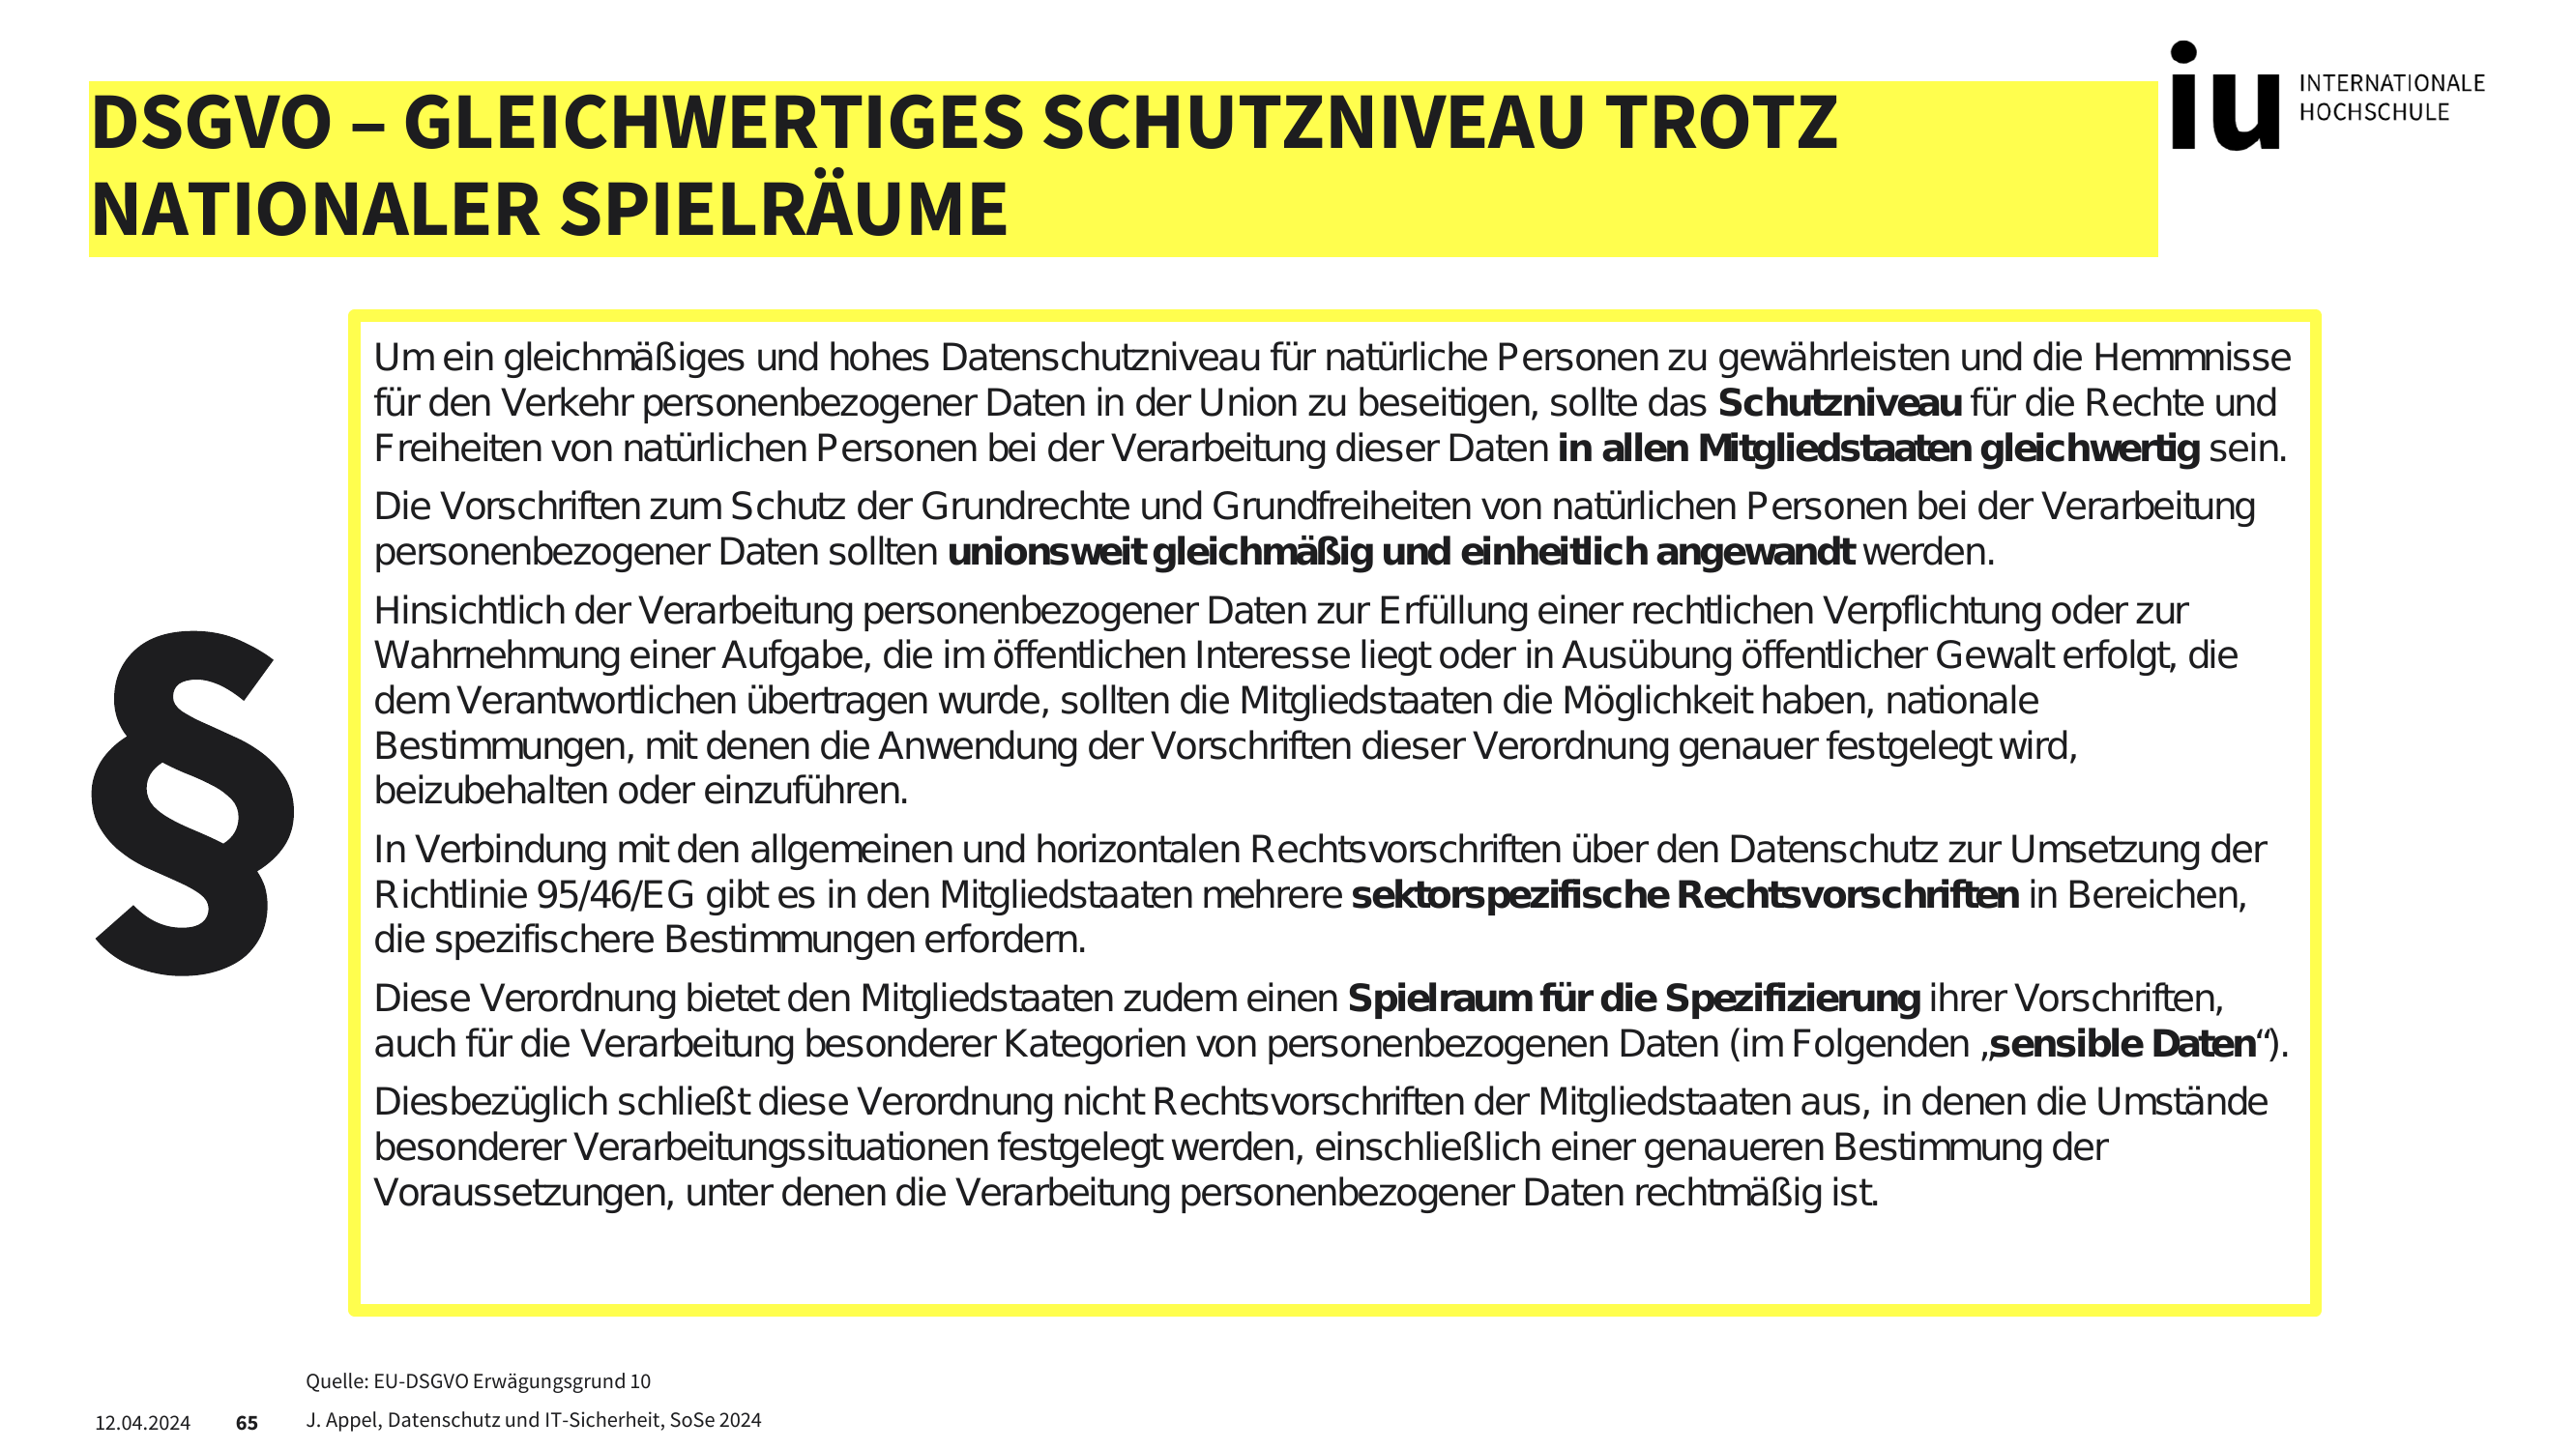 DSGVO – GLEICHWERTIGES SCHUTZNIVEAU TROTZ
NATIONALER SPIELRÄUME
iu INTERNATIONALE
HOCHSCHULE
§
Um ein gleichmäßiges und hohes Datenschutzniveau für natürliche Personen zu gewährleisten und die Hemmnisse
für den Verkehr personenbezogener Daten in der Union zu beseitigen, sollte das Schutzniveau für die Rechte und
Freiheiten von natürlichen Personen bei der Verarbeitung dieser Daten in allen Mitgliedstaaten gleichwertig sein.
Die Vorschriften zum Schutz der Grundrechte und Grundfreiheiten von natürlichen Personen bei der Verarbeitung
personenbezogener Daten sollten unionsweit gleichmäßig und einheitlich angewandt werden.
Hinsichtlich der Verarbeitung personenbezogener Daten zur Erfüllung einer rechtlichen Verpflichtung oder zur
Wahrnehmung einer Aufgabe, die im öffentlichen Interesse liegt oder in Ausübung öffentlicher Gewalt erfolgt, die
dem Verantwortlichen übertragen wurde, sollten die Mitgliedstaaten die Möglichkeit haben, nationale
Bestimmungen, mit denen die Anwendung der Vorschriften dieser Verordnung genauer festgelegt wird,
beizubehalten oder einzuführen.
In Verbindung mit den allgemeinen und horizontalen Rechtsvorschriften über den Datenschutz zur Umsetzung der
Richtlinie 95/46/EG gibt es in den Mitgliedstaaten mehrere sektorspezifische Rechtsvorschriften in Bereichen,
die spezifischere Bestimmungen erfordern.
Diese Verordnung bietet den Mitgliedstaaten zudem einen Spielraum für die Spezifizierung ihrer Vorschriften,
auch für die Verarbeitung besonderer Kategorien von personenbezogenen Daten (im Folgenden „sensible Daten“).
Diesbezüglich schließt diese Verordnung nicht Rechtsvorschriften der Mitgliedstaaten aus, in denen die Umstände
besonderer Verarbeitungssituationen festgelegt werden, einschließlich einer genaueren Bestimmung der
Voraussetzungen, unter denen die Verarbeitung personenbezogener Daten rechtmäßig ist.
Quelle: EU-DSGVO Erwägungsgrund 10
12.04.2024 65 J. Appel, Datenschutz und IT-Sicherheit, SoSe 2024